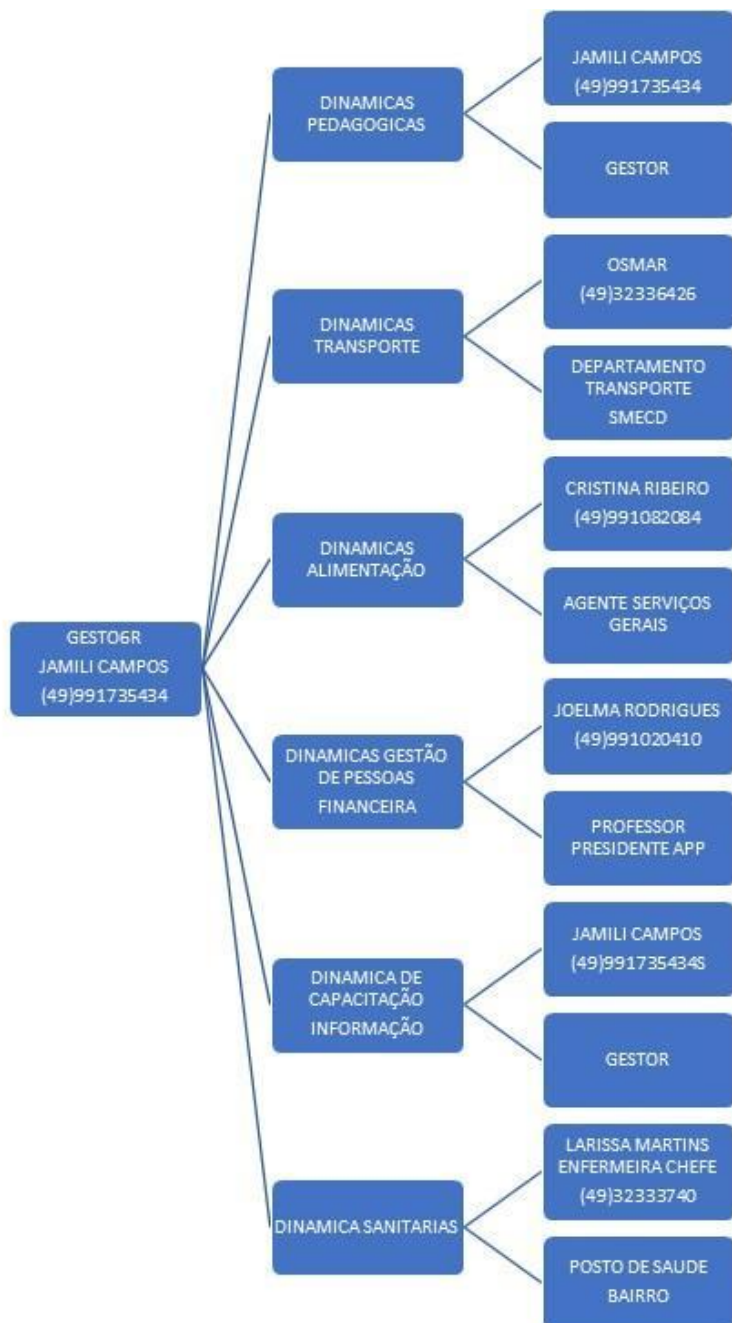 JAMILI CAMPOS
(49)991735434
DINAMICAS
PEDAGOGICAS
GESTOR
OSMAR
(49)32336426
DINAMICAS
TRANSPORTE
DEPARTAMENTO
TRANSPORTE
SMECD
CRISTINA RIBEIRO
(49)991082084
DINAMICAS
ALIMENTAÇÃO
AGENTE SERVIÇOS
GERAIS
GESTO6R
JAMILI CAMPOS
(49)991735434
JOELMA RODRIGUES
(49)991020410
DINAMICAS GESTÃO
DE PESSOAS
FINANCEIRA
PROFESSOR
PRESIDENTE APP
JAMILI CAMPOS
(49)991735434S
DINAMICA DE
CAPACITAÇÃO
INFORMAÇÃO
GESTOR
LARISSA MARTINS
ENFERMEIRA CHEFE
(49)32333740
DINAMICA SANITARIAS
POSTO DE SAUDE
BAIRRO